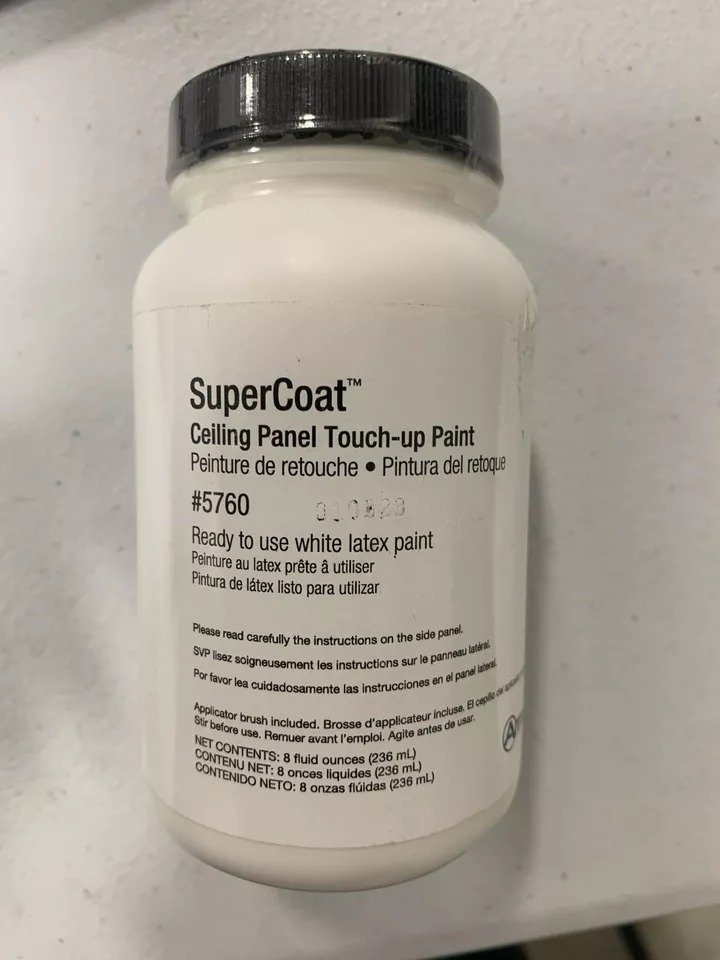 SuperCoat™
Ceiling Panel Touch-up Paint
Peinture de retouche • Pintura del retoque
#5760
Ready to use white latex paint
Peinture au latex prête â utiliser
Pintura de látex listo para utilizar
Please read carefully the instructions on the side panel.
SVP lisez soigneusement les instructions sur le panneau latéral.
Por favor lea cuidadosamente las instrucciones en el panel lateral.
Applicator brush included. Brosse d'applicateur incluse. El cepillo del
Stir before use. Remuer avant l'emploi. Agite antes de usar.
NET CONTENTS: 8 fluid ounces (236 mL)
CONTENU NET: 8 onces liquides (236 mL)
CONTENIDO NETO: 8 onzas flúidas (236 mL)